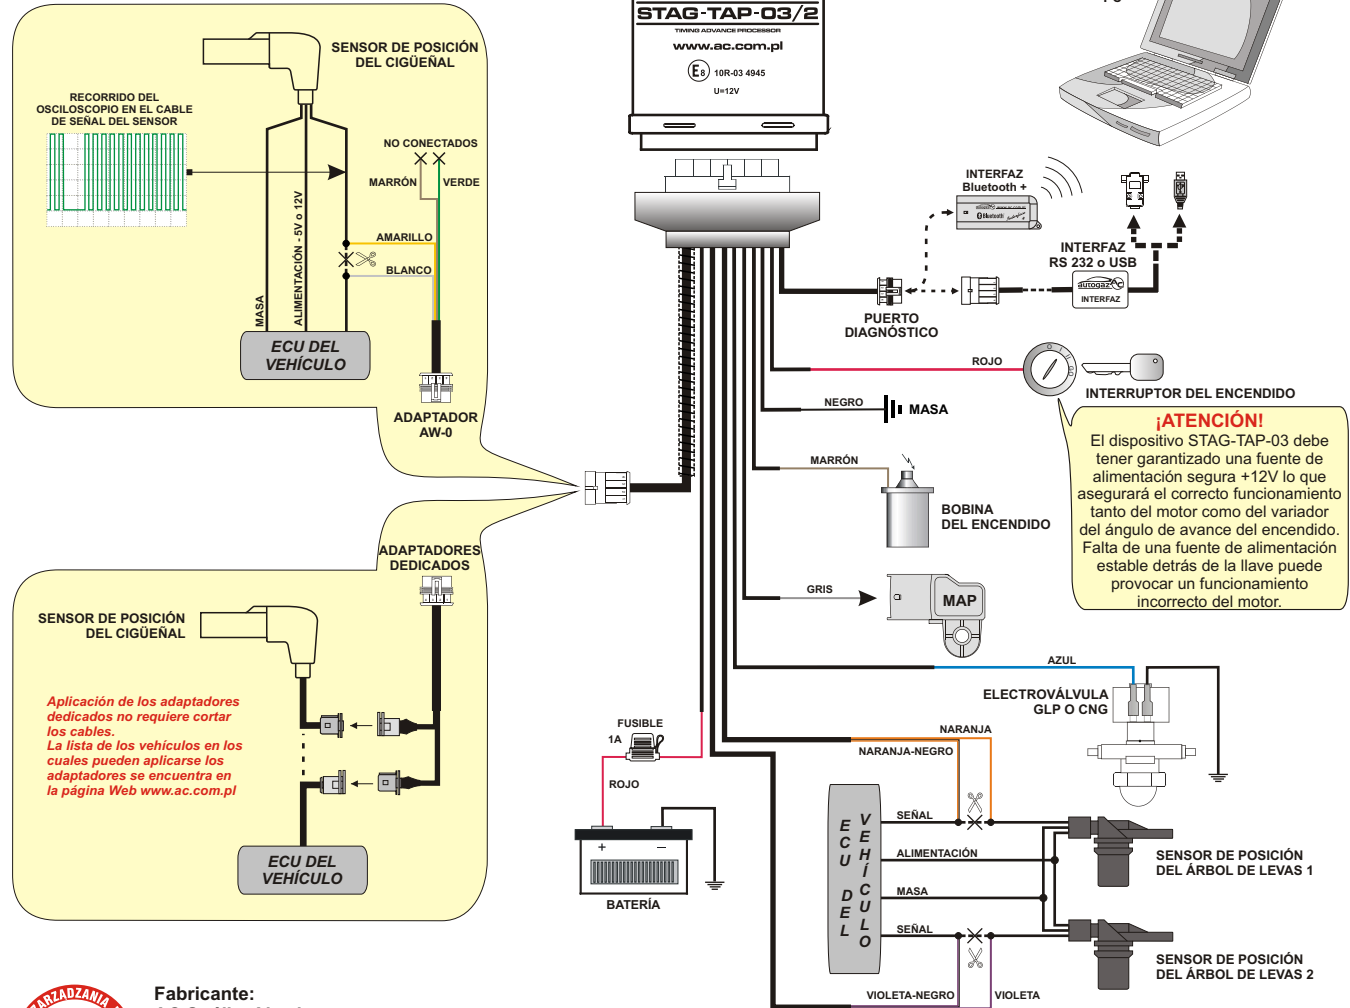 STAG-TAP-03/2
TIMING ADVANCE PROCESSOR
www.ac.com.pl
E8 10R-03 4945
U=12V
SENSOR DE POSICIÓN
DEL CIGÜEÑAL
RECORRIDO DEL
OSCILOSCOPIO EN EL CABLE
DE SEÑAL DEL SENSOR
NO CONECTADOS
MARRÓN
VERDE
AMARILLO
BLANCO
MASA
ALIMENTACIÓN - 5V o 12V
ECU DEL
VEHÍCULO
ADAPTADOR
AW-0
INTERFAZ
Bluetooth +
Bluetooth
INTERFAZ
RS 232 o USB
autogaz
INTERFAZ
PUERTO
DIAGNÓSTICO
ROJO
INTERRUPTOR DEL ENCENDIDO
¡ATENCIÓN!
El dispositivo STAG-TAP-03 debe
tener garantizado una fuente de
alimentación segura +12V lo que
asegurará el correcto funcionamiento
tanto del motor como del variador
del ángulo de avance del encendido.
Falta de una fuente de alimentación
estable detrás de la llave puede
provocar un funcionamiento
incorrecto del motor.
NEGRO
MASA
MARRÓN
BOBINA
DEL ENCENDIDO
GRIS
MAP
ADAPTADORES
DEDICADOS
SENSOR DE POSICIÓN
DEL CIGÜEÑAL
Aplicación de los adaptadores
dedicados no requiere cortar
los cables.
La lista de los vehículos en los
cuales pueden aplicarse los
adaptadores se encuentra en
la página Web www.ac.com.pl
ECU DEL
VEHÍCULO
FUSIBLE
1A
ROJO
+ −
BATERÍA
AZUL
ELECTROVÁLVULA
GLP O CNG
NARANJA
NARANJA-NEGRO
ECU DEL
VEHÍCULO
SEÑAL
ALIMENTACIÓN
MASA
SEÑAL
SENSOR DE POSICIÓN
DEL ÁRBOL DE LEVAS 1
SENSOR DE POSICIÓN
DEL ÁRBOL DE LEVAS 2
VIOLETA-NEGRO
VIOLETA
Fabricante: